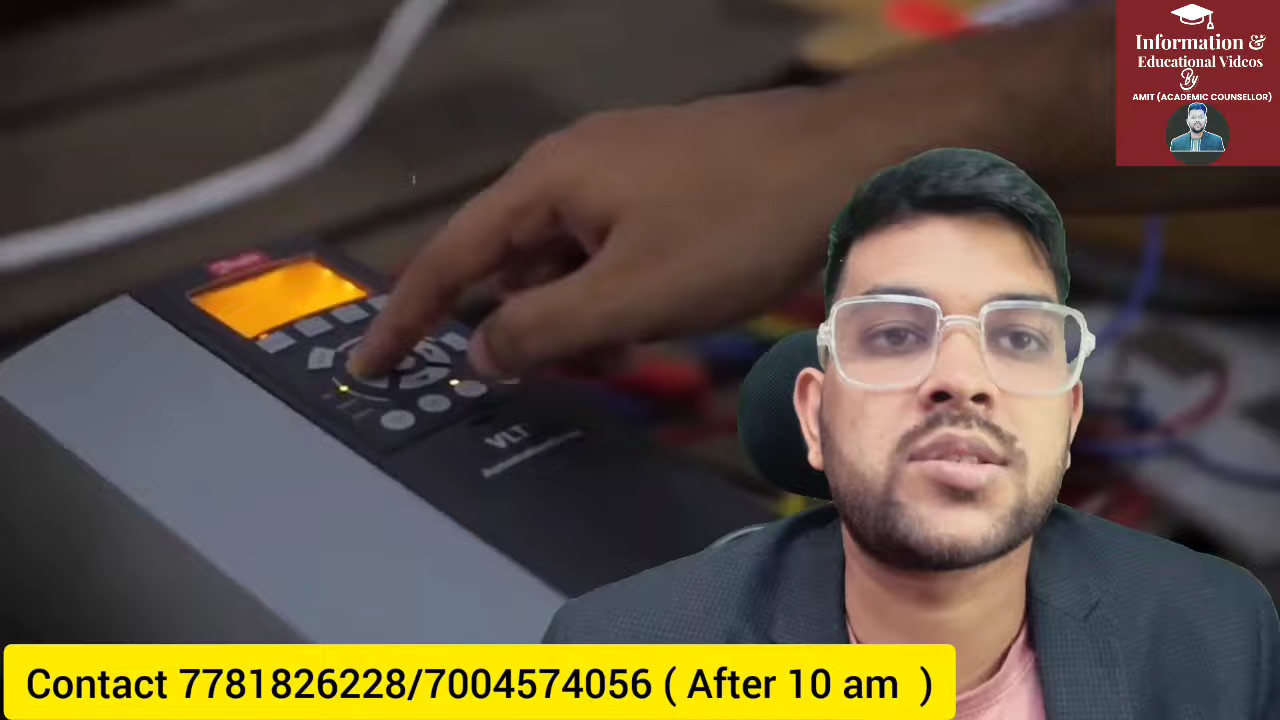 Information &
Educational Videos
By
AMIT (ACADEMIC COUNSELLOR)
VLT
Contact 7781826228/7004574056 ( After 10 am )